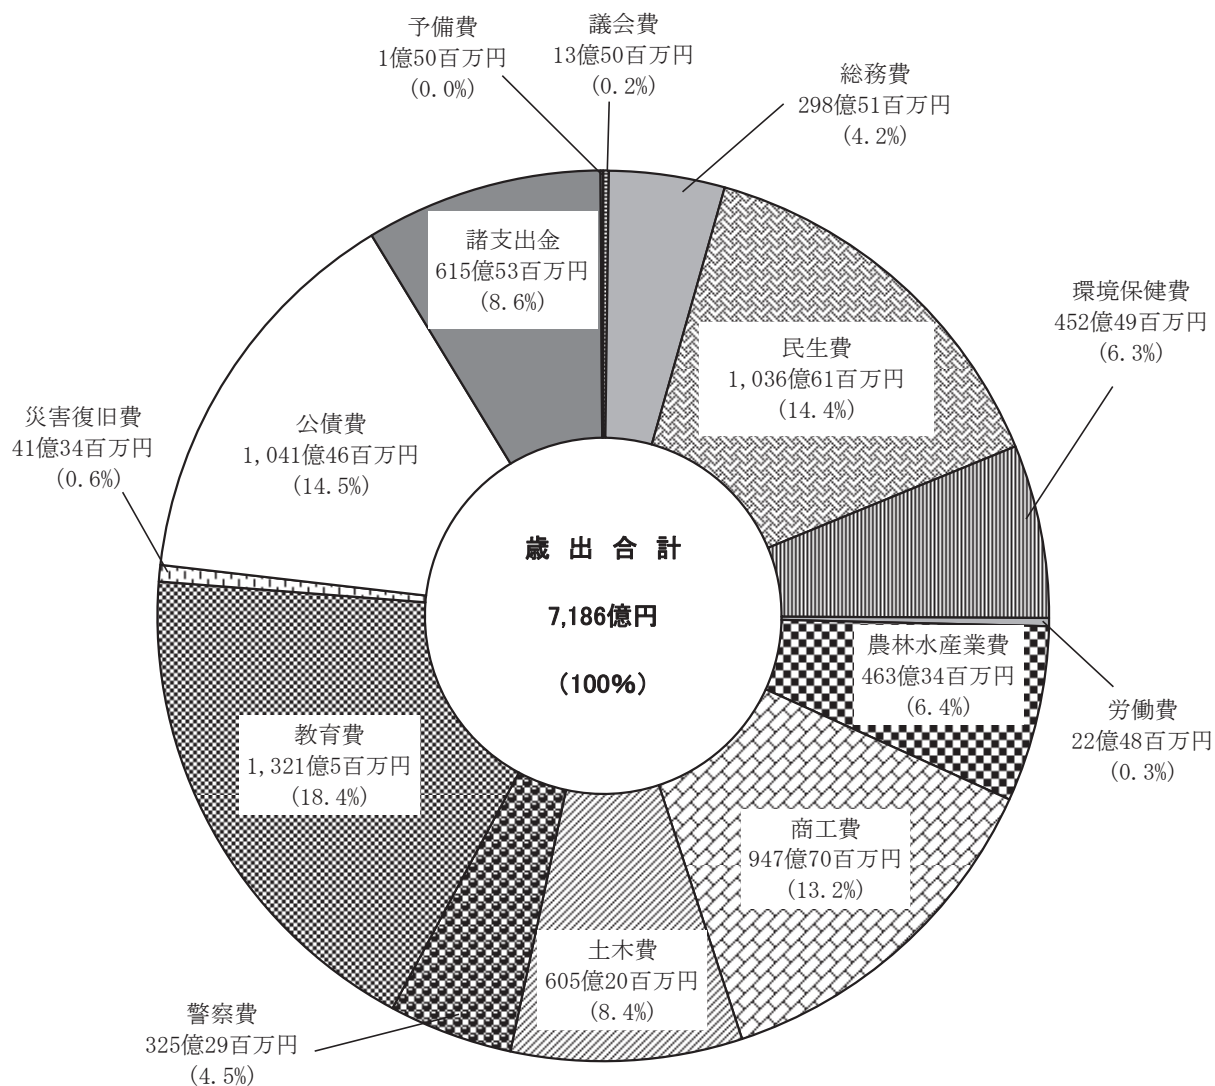 予備費
1億50百万円
(0.0%)
議会費
13億50百万円
(0.2%)
総務費
298億51百万円
(4.2%)
民生費
1,036億61百万円
(14.4%)
環境保健費
452億49百万円
(6.3%)
労働費
22億48百万円
(0.3%)
農林水産業費
463億34百万円
(6.4%)
商工費
947億70百万円
(13.2%)
土木費
605億20百万円
(8.4%)
警察費
325億29百万円
(4.5%)
教育費
1,321億5百万円
(18.4%)
災害復旧費
41億34百万円
(0.6%)
公債費
1,041億46百万円
(14.5%)
諸支出金
615億53百万円
(8.6%)
歳出合計
7,186億円
(100%)